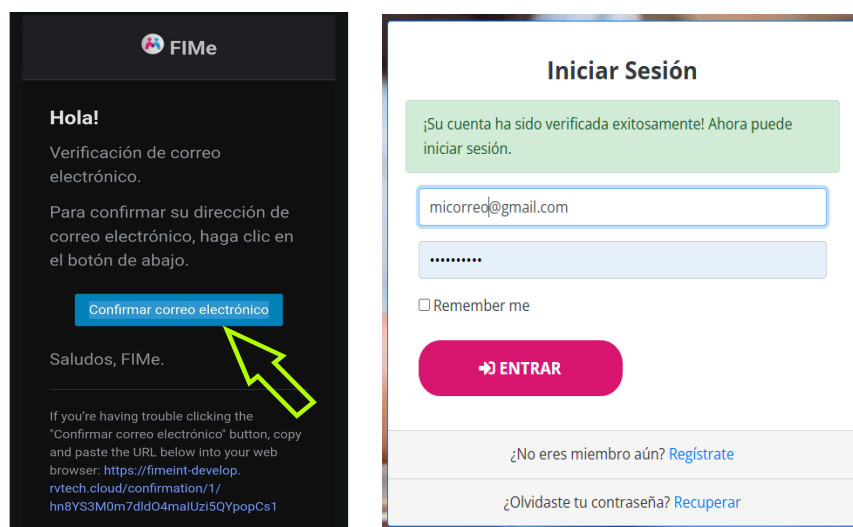 FIMe
Hola!
Verificación de correo
electrónico.
Para confirmar su dirección de
correo electrónico, haga clic en
el botón de abajo.
Confirmar correo electrónico
Saludos, FIMe.
If you're having trouble clicking the
"Confirmar correo electrónico" button, copy
and paste the URL below into your web
browser: https://fimeint-develop.
rvtech.cloud/confirmation/1/
hn8YS3M0m7dldO4malUzi5QYpopCs1
Iniciar Sesión
¡Su cuenta ha sido verificada exitosamente! Ahora puede
iniciar sesión.
micorreo@gmail.com
••••••••••
Remember me
ENTRAR
¿No eres miembro aún? Regístrate
¿Olvidaste tu contraseña? Recuperar